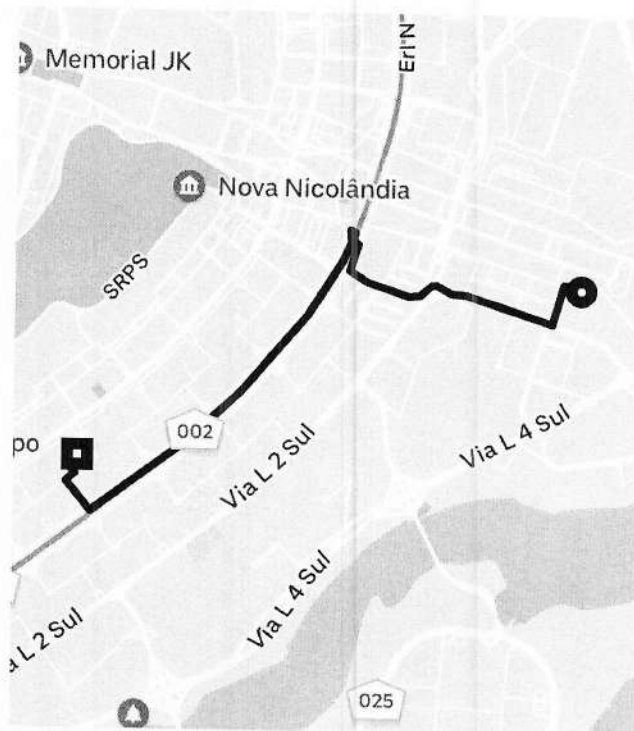 Memorial JK
Erl N
Nova Nicolândia
SRPS
po
002
Via L 2 Sul
Via L 4 Sul
Via L 4 Sul
a L 2 Sul
025